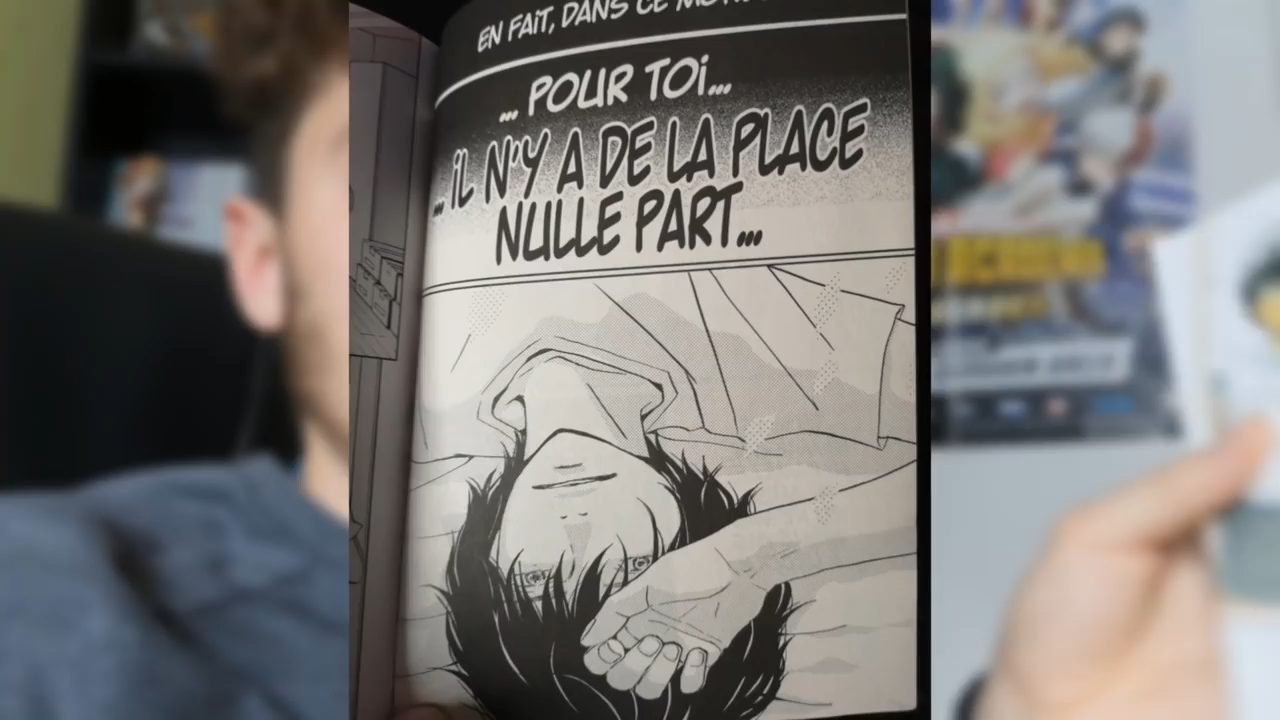 EN FAIT, DANS CE
... POUR TOI...
... IL N'Y A DE LA PLACE
NULLE PART...